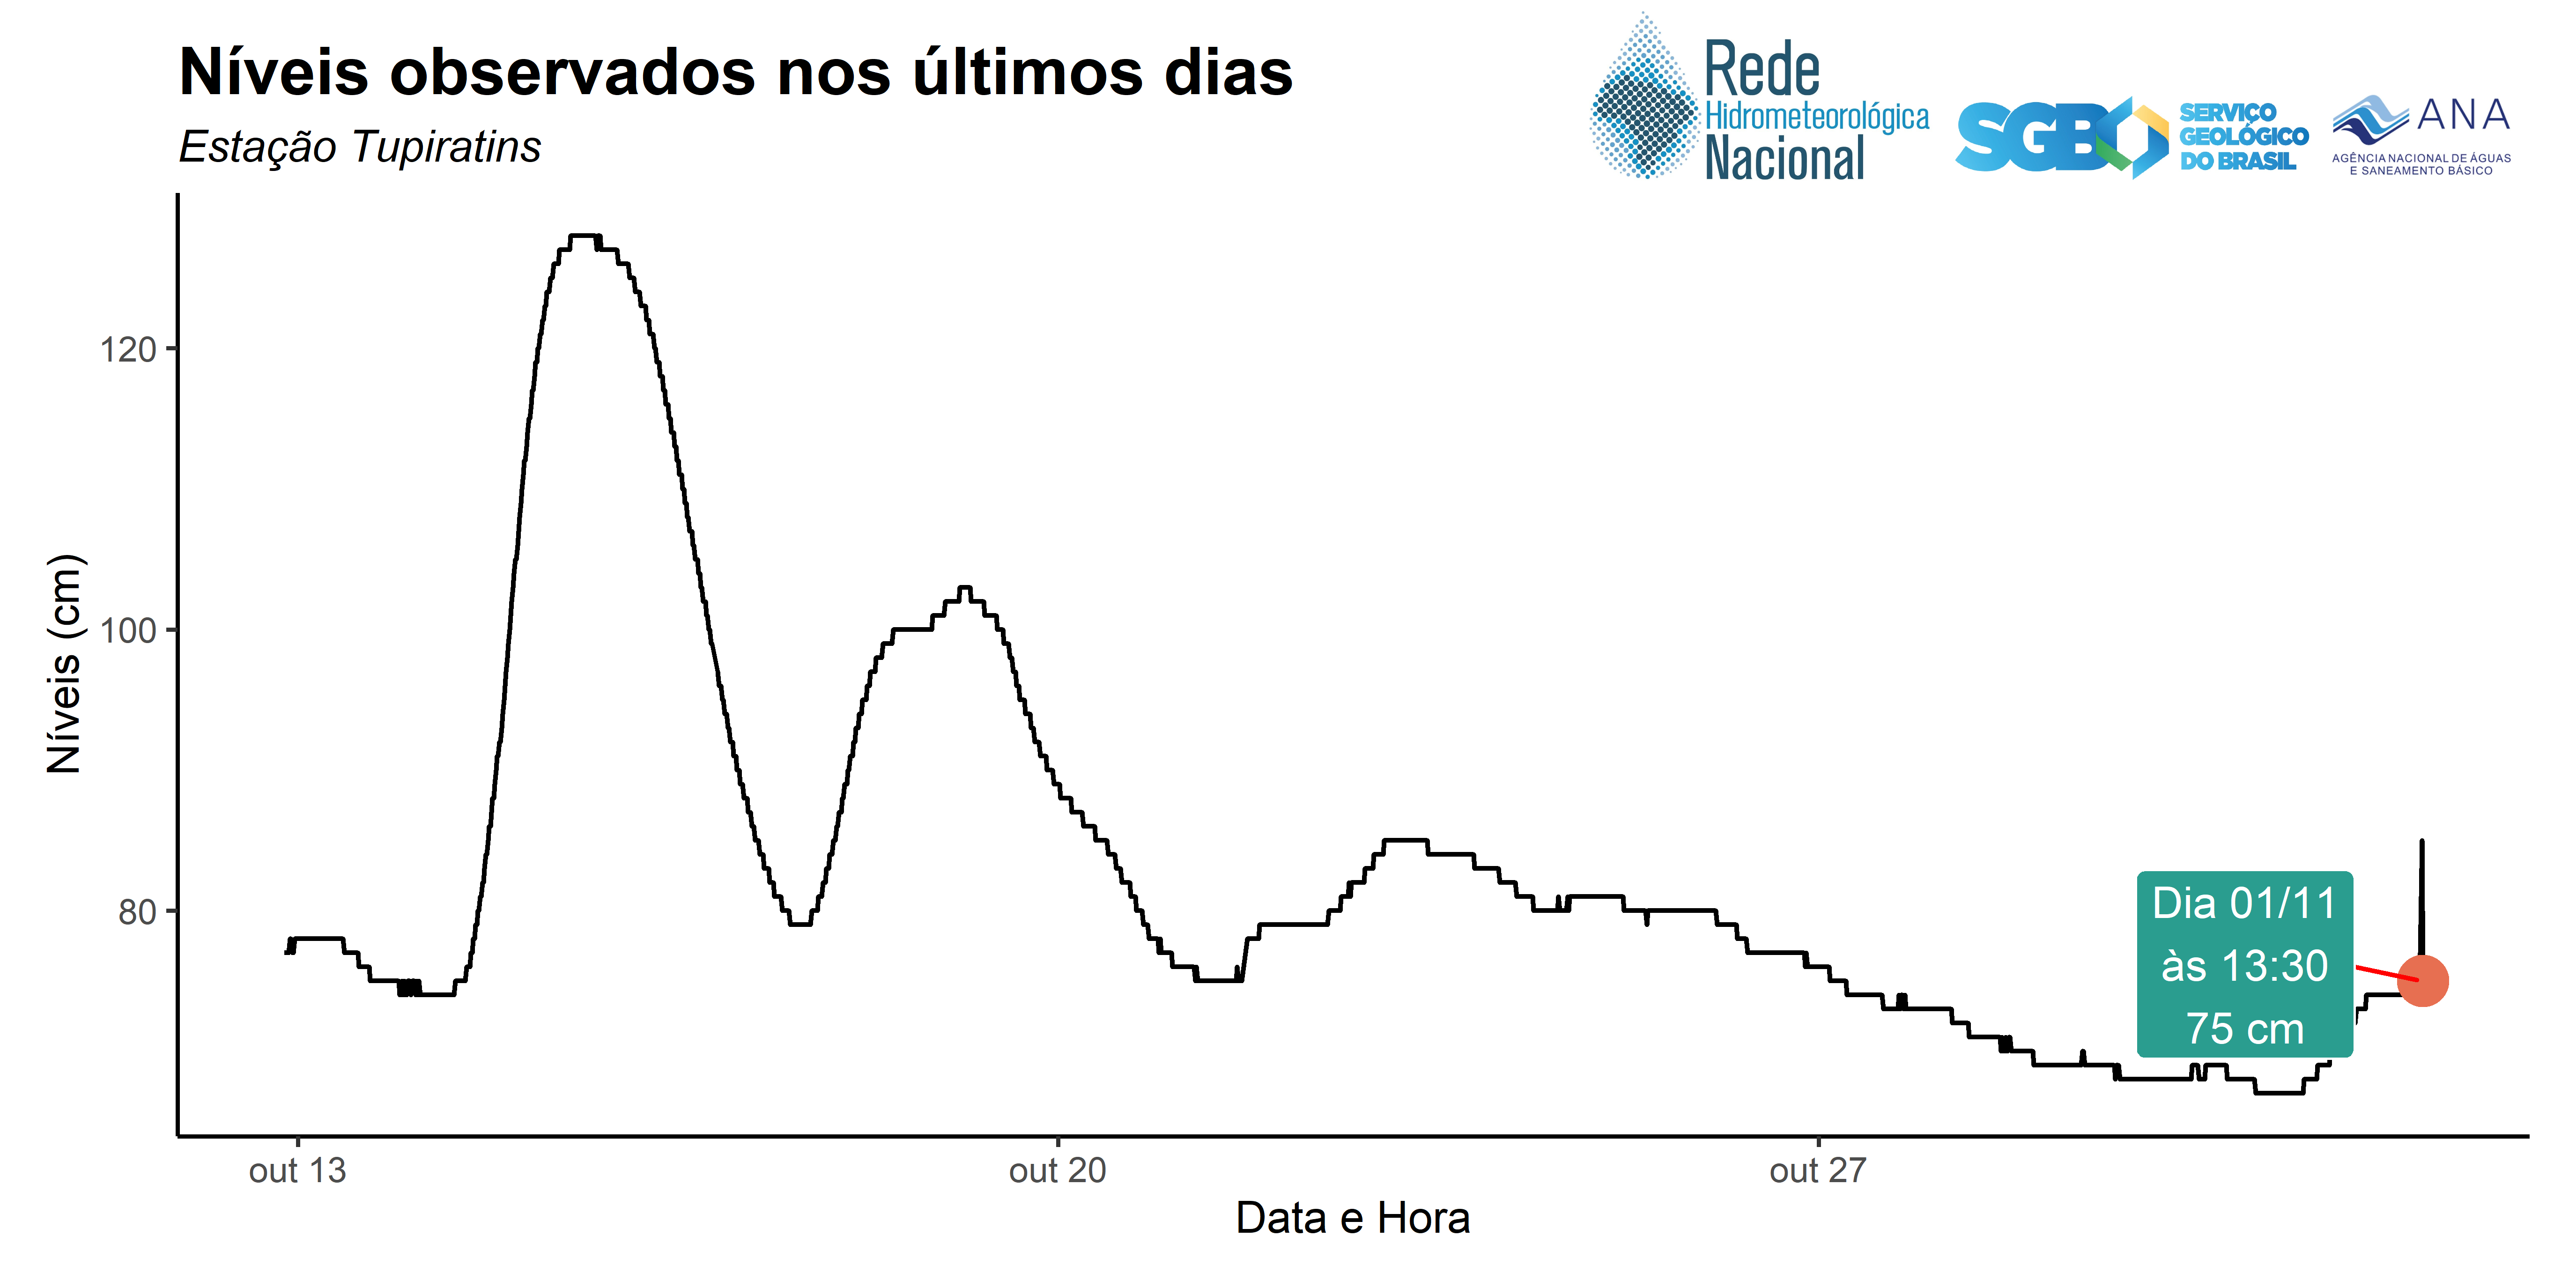 Níveis observados nos últimos dias
Estação Tupiratins
Rede
Hidrometeorológica
Nacional
SGB
SERVIÇO
GEOLÓGICO
DO BRASIL
ANA
AGÊNCIA NACIONAL DE ÁGUAS
E SANEAMENTO BÁSICO
Níveis (cm)
120
100
80
Dia 01/11
às 13:30
75 cm
out 13
out 20
out 27
Data e Hora